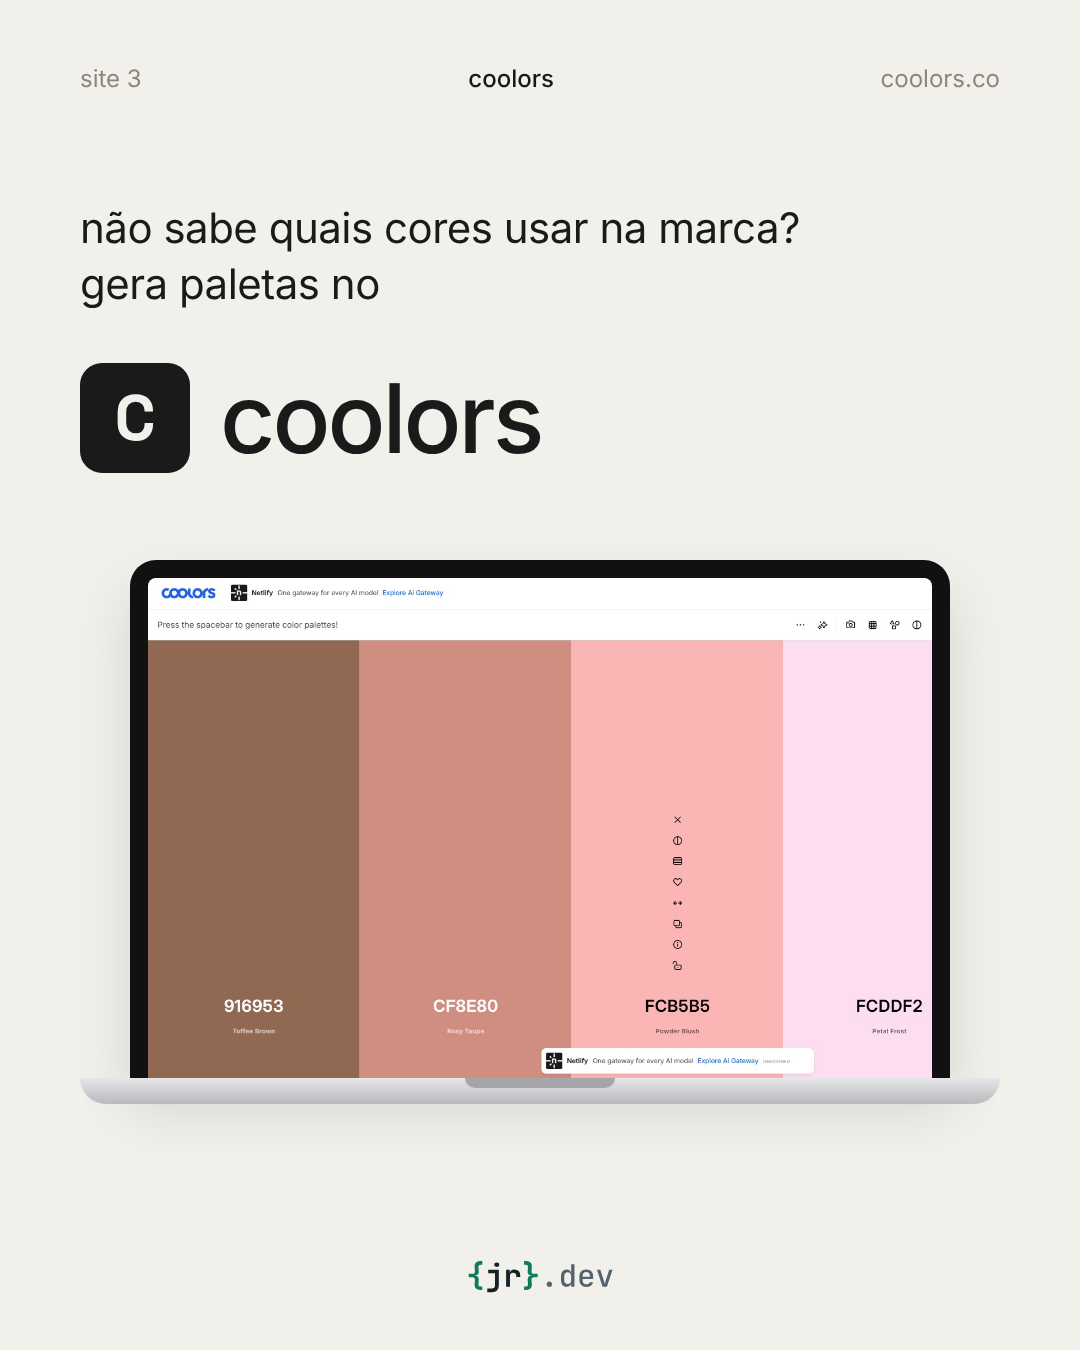 site 3
coolors
coolors.co
não sabe quais cores usar na marca?
gera paletas no
C
coolors
coolors
Netlify One gateway for every AI model Explore AI Gateway
Press the spacebar to generate color palettes!
916953
Toffee Brown
CF8E80
Rosy Taupe
FCB5B5
Powder Blush
FCDDF2
Petal Frost
Netlify One gateway for every AI model Explore AI Gateway
{jr}.dev